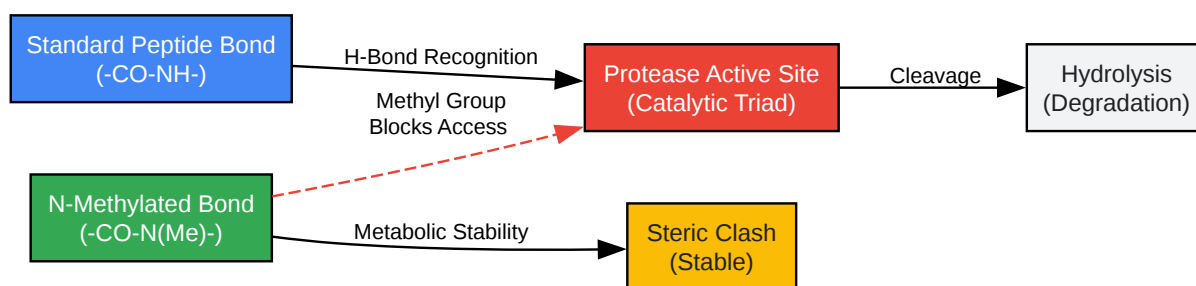 Standard Peptide Bond
(-CO-NH-)
H-Bond Recognition
Protease Active Site
(Catalytic Triad)
Cleavage
Hydrolysis
(Degradation)
Methyl Group
Blocks Access
N-Methylated Bond
(-CO-N(Me)-)
Metabolic Stability
Steric Clash
(Stable)